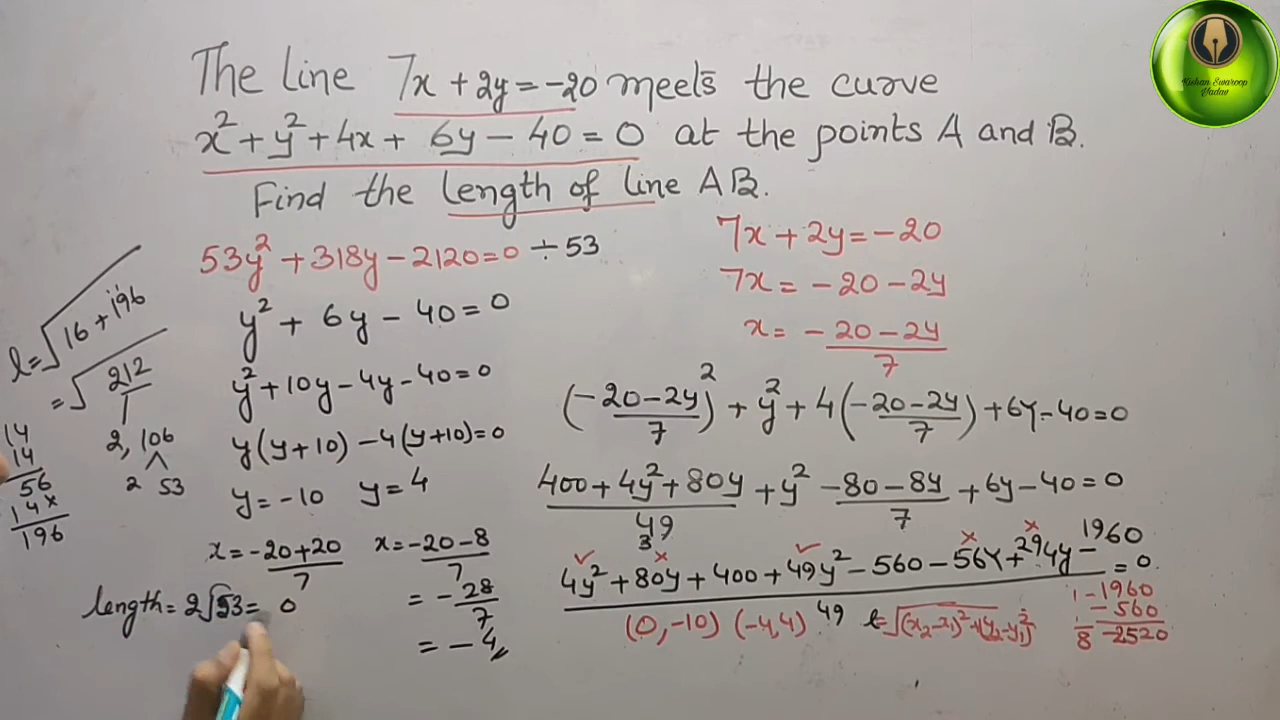 The line 7x + 2y = -20 meets the curve
x² + y² + 4x + 6y - 40 = 0 at the points A and B.
Find the length of line AB.
53y² + 318y - 2120 = 0 ÷ 53
y² + 6y - 40 = 0
y² + 10y - 4y - 40 = 0
y(y + 10) - 4(y + 10) = 0
y = -10 y = 4
x = -20 + 20 / 7
0
x = -20 - 8 / 7
= - 28 / 7
= - 4
length = 2√53 =
l = √16 + 196
= √212
2, 106
2 53
14
14
56
14×
196
7x + 2y = -20
7x = -20 - 2y
x = -20 - 2y / 7
(-20 - 2y / 7)² + y² + 4(-20 - 2y / 7) + 6y - 40 = 0
400 + 4y² + 80y / 49 + y² -80 - 8y / 7 + 6y - 40 = 0
3
4y² + 80y + 400 + 49y² - 560 - 56y + 294y - 1960 / 49 = 0
(0, -10) (-4, 4) l = √(x₂ - x₁)² + (y₂ - y₁)²
-1960
-560
-2520
Kishan Swaroop
Yadav